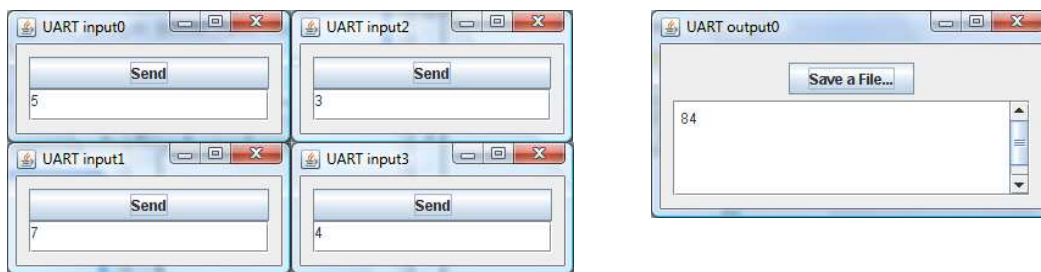 UART input0
Send
5
UART input2
Send
3
UART input1
Send
7
UART input3
Send
4
UART output0
Save a File...
84